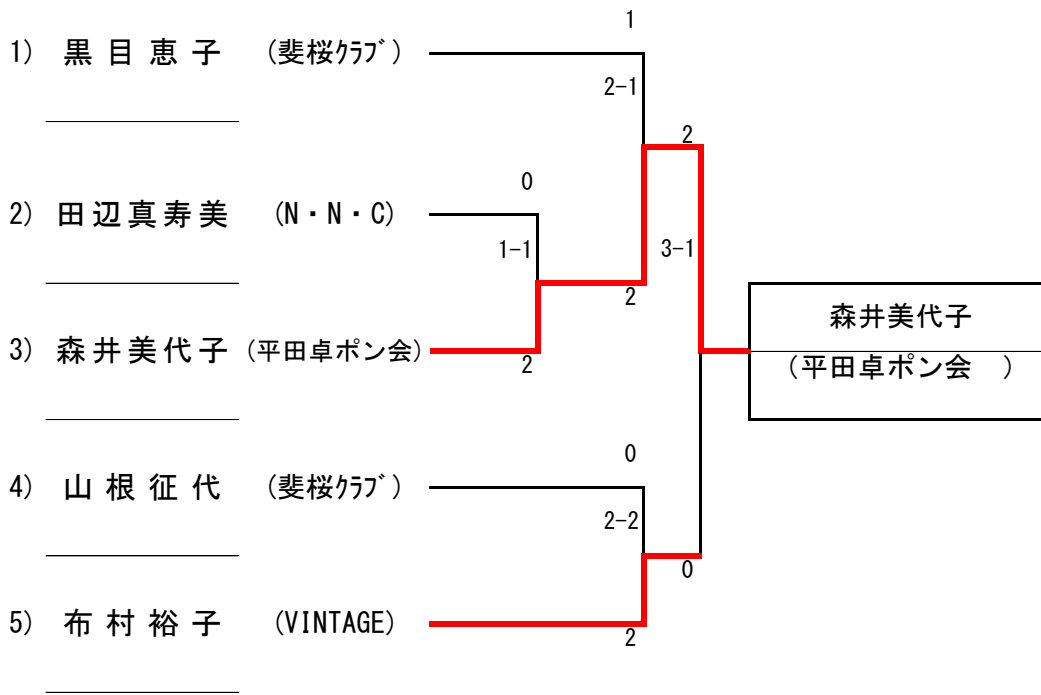 1
1) 黒目恵子 (斐桜ｸﾗﾌﾞ)
2-1
2
0
2) 田辺真寿美 (N・N・C)
1-1
3-1
2
森井美代子
3) 森井美代子 (平田卓ポン会)
2
(平田卓ポン会 )
0
4) 山根征代 (斐桜ｸﾗﾌﾞ)
2-2
0
5) 布村裕子 (VINTAGE)
2